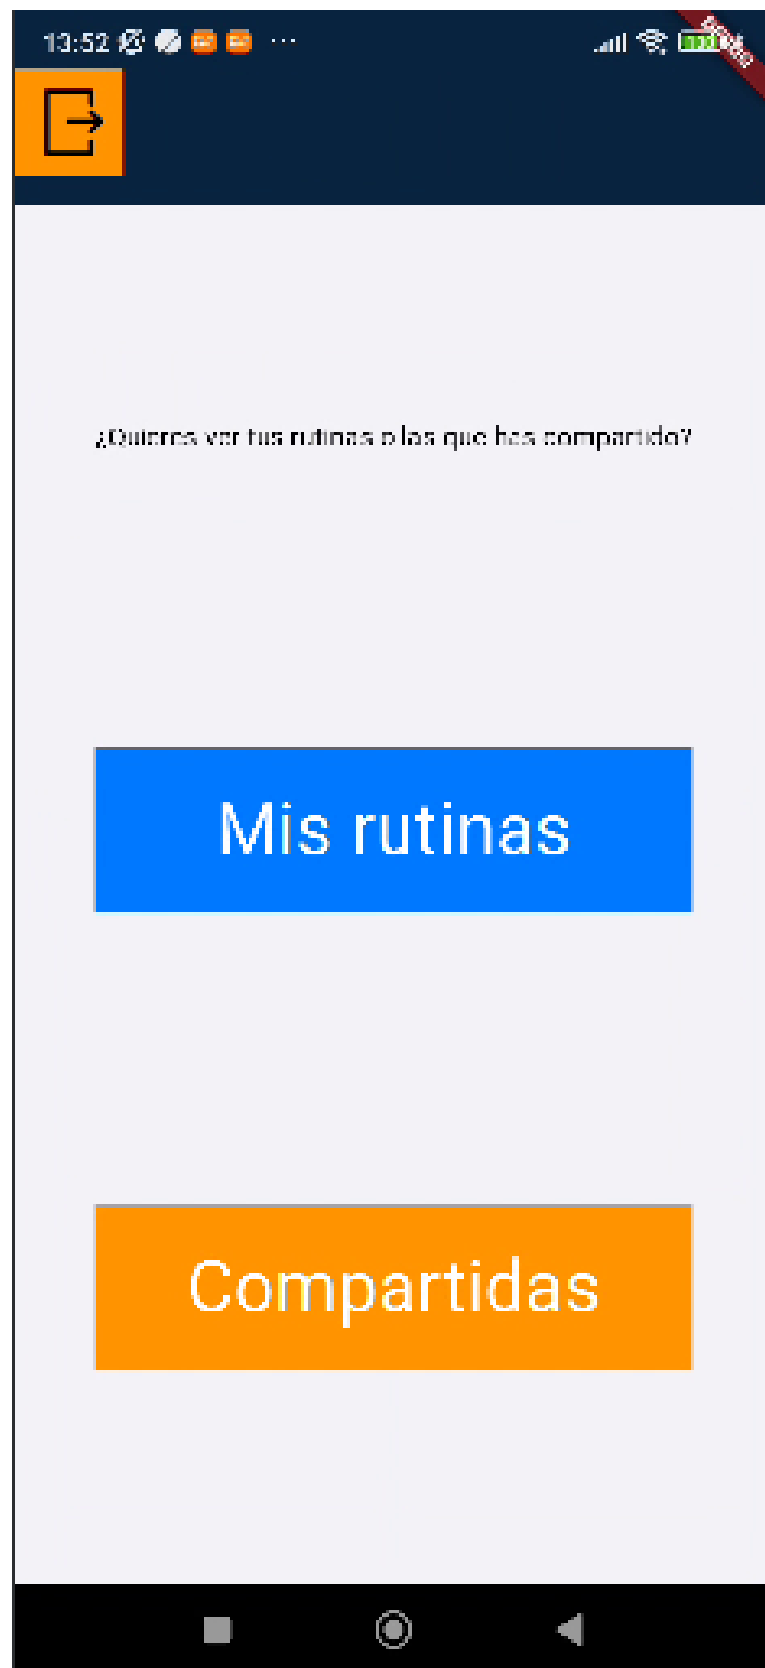 13:52
¿Quieres ver tus rutinas o las que has compartido?
Mis rutinas
Compartidas